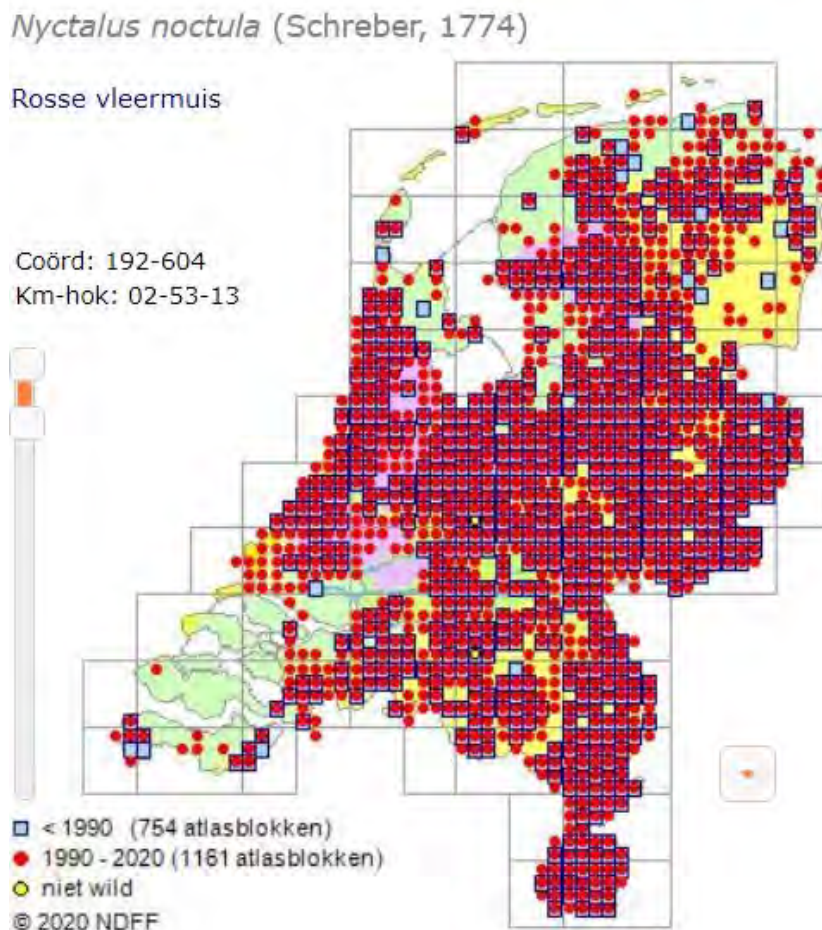 Nyctalus noctula (Schreber, 1774)
Rosse vleermuis
Coörd: 192-604
Km-hok: 02-53-13
< 1990 (754 atlasblokken)
1990 - 2020 (1161 atlasblokken)
niet wild
© 2020 NDFF